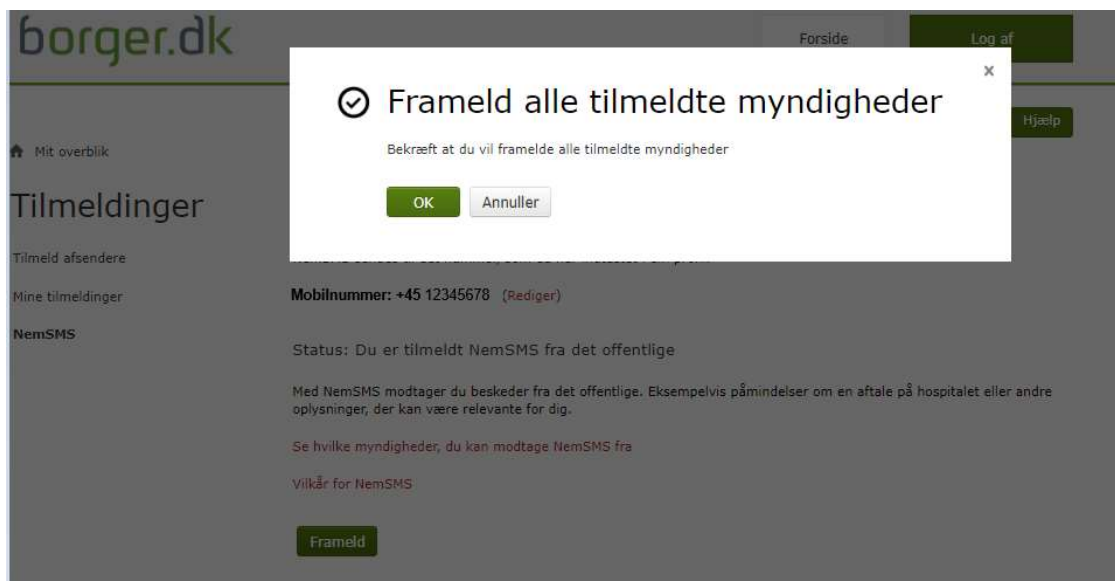 borger.dk
Forside
Log af
x
Frameld alle tilmeldte myndigheder
Hjælp
Bekræft at du vil framelde alle tilmeldte myndigheder
Mit overblik
OK
Annuller
Tilmeldinger
Tilmeld afsendere
Mine tilmeldinger
Mobilnummer: +45 12345678 (Rediger)
NemSMS
Status: Du er tilmeldt NemSMS fra det offentlige
Med NemSMS modtager du beskeder fra det offentlige. Eksempelvis påmindelser om en aftale på hospitalet eller andre
oplysninger, der kan være relevante for dig.
Se hvilke myndigheder, du kan modtage NemSMS fra
Vilkår for NemSMS
Frameld